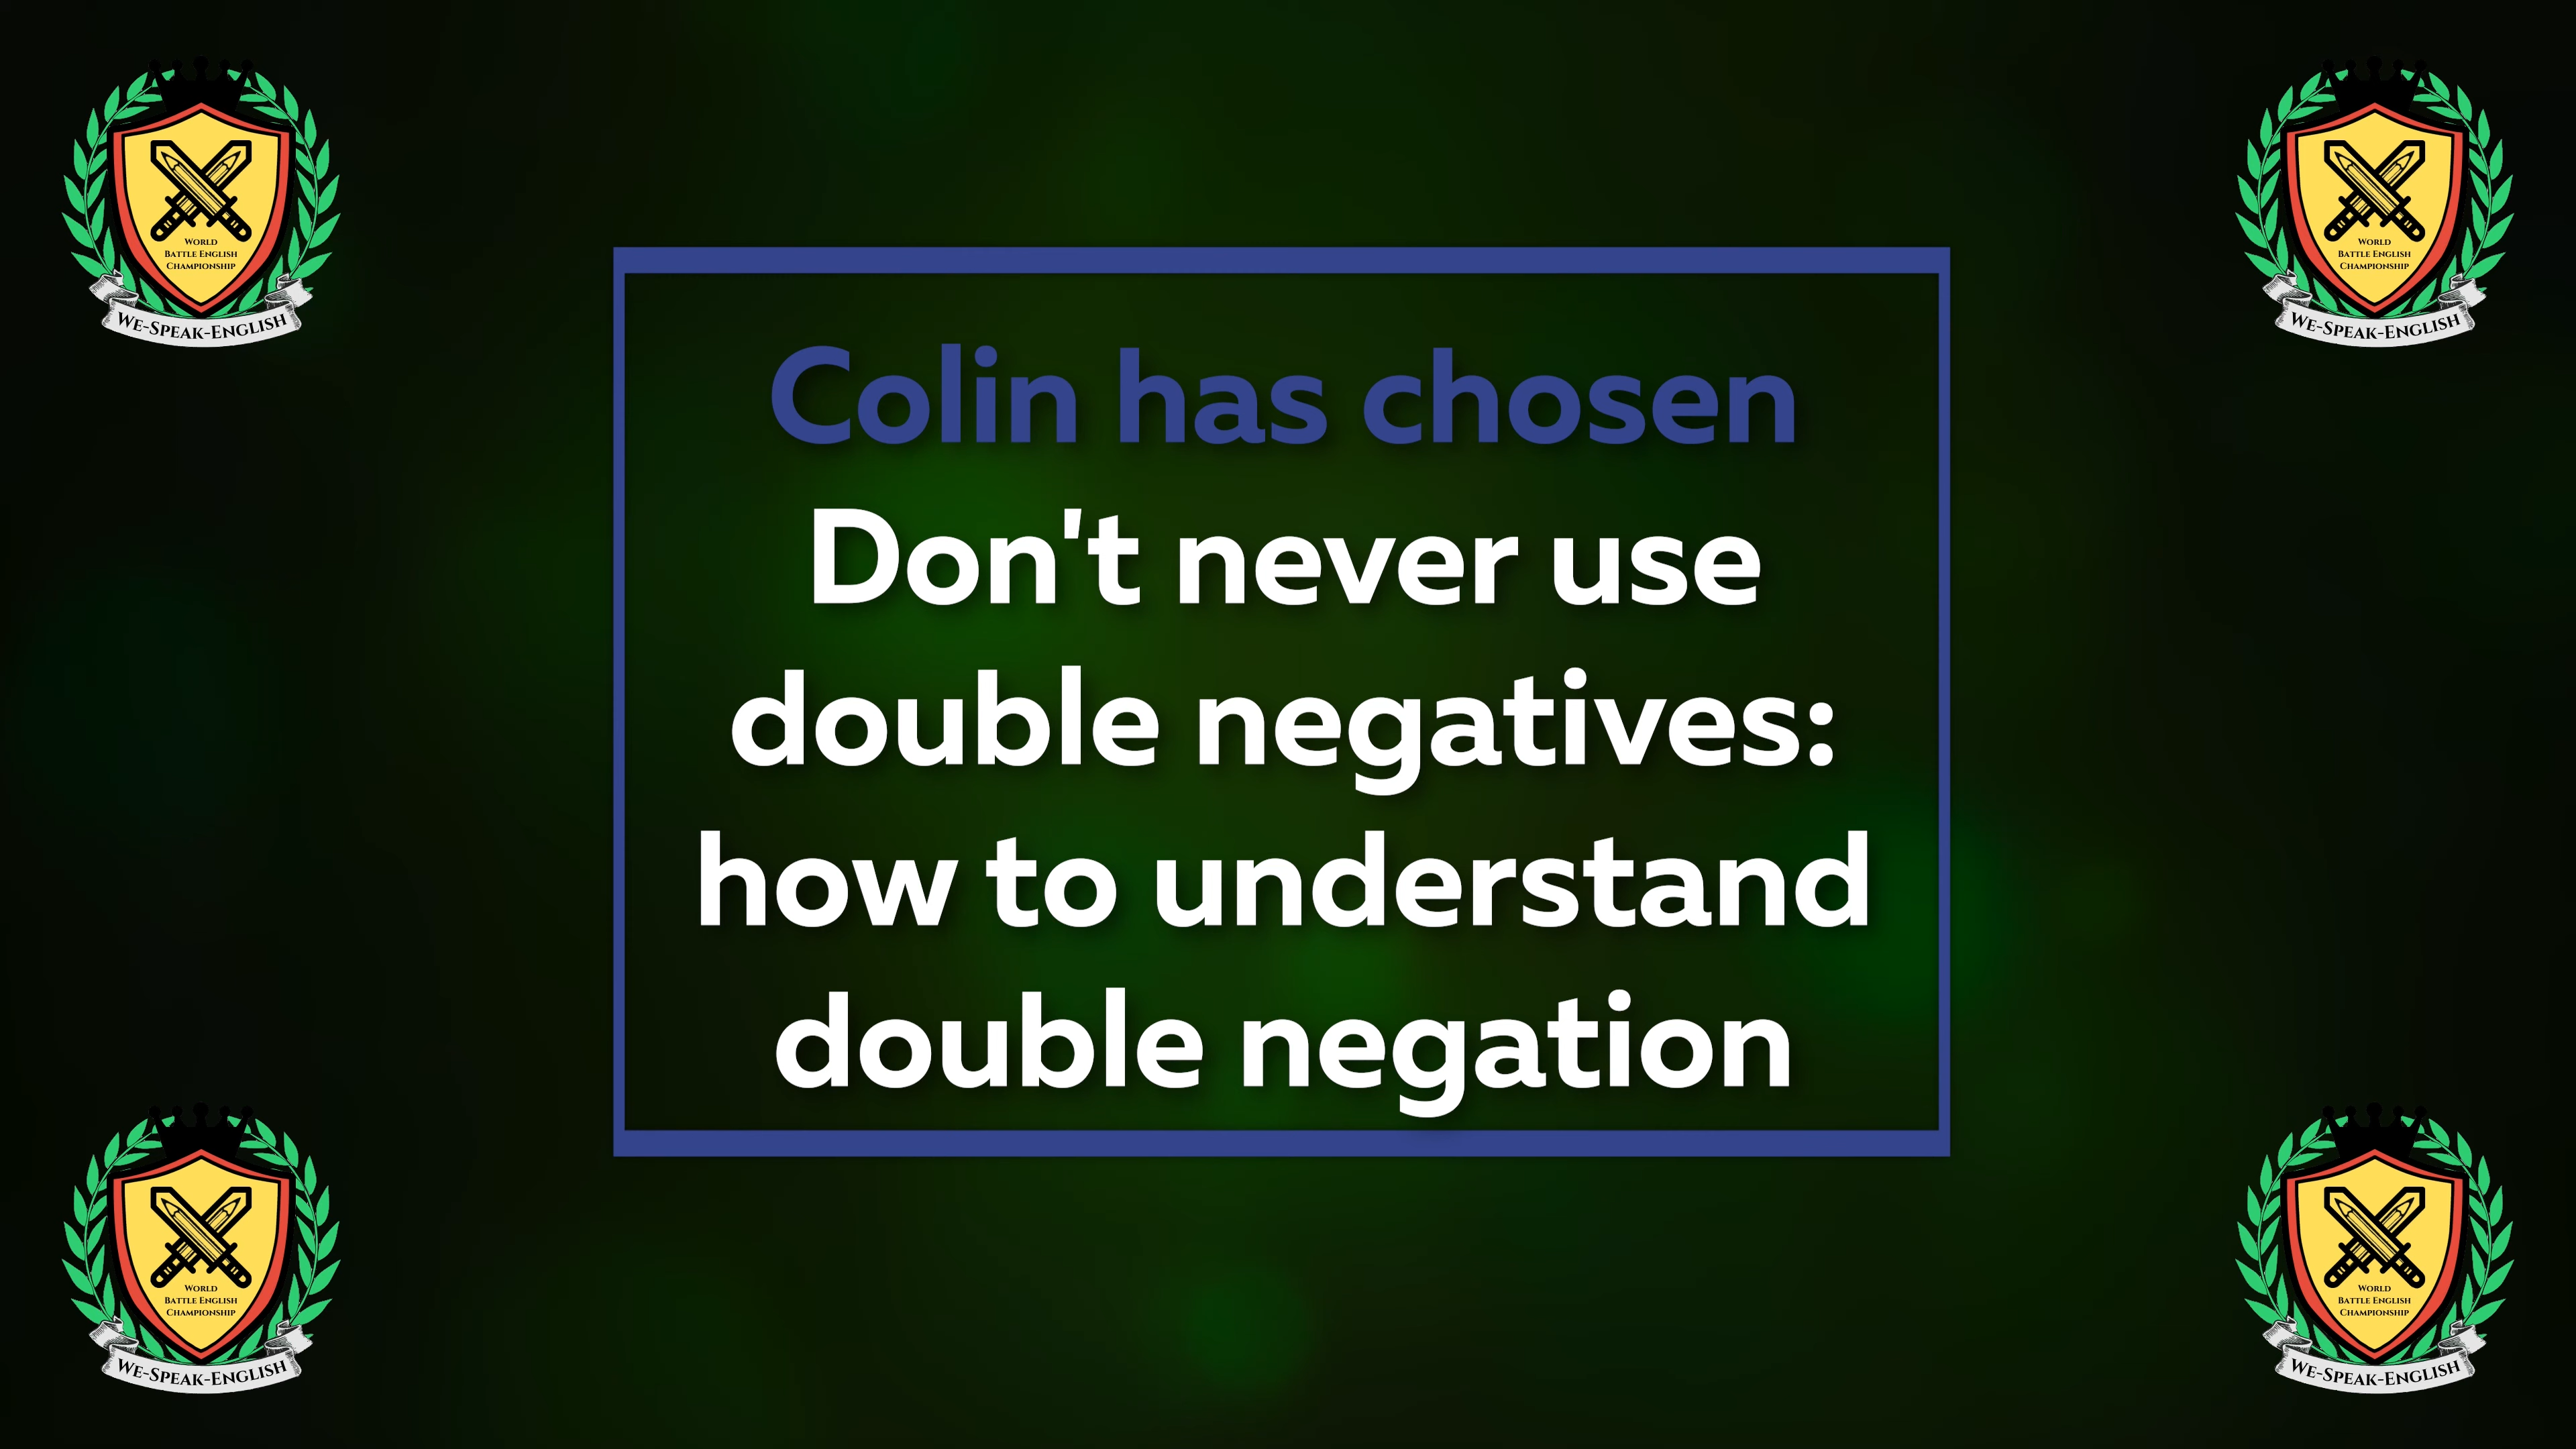 World
Battle English
Championship
We-Speak-English
World
Battle English
Championship
We-Speak-English
Colin has chosen
Don't never use
double negatives:
how to understand
double negation
World
Battle English
Championship
We-Speak-English
World
Battle English
Championship
We-Speak-English